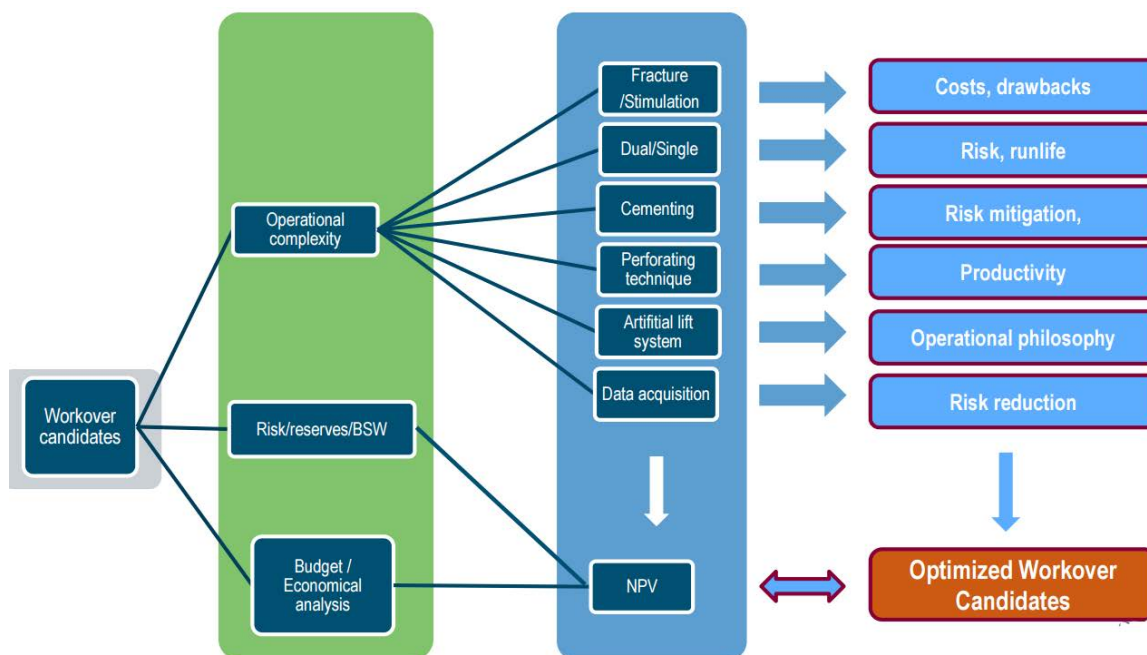 Workover
candidates
Operational
complexity
Risk/reserves/BSW
Budget /
Economical
analysis
Fracture
/Stimulation
Dual/Single
Cementing
Perforating
technique
Artifitial lift
system
Data acquisition
NPV
Costs, drawbacks
Risk, runlife
Risk mitigation,
Productivity
Operational philosophy
Risk reduction
Optimized Workover
Candidates